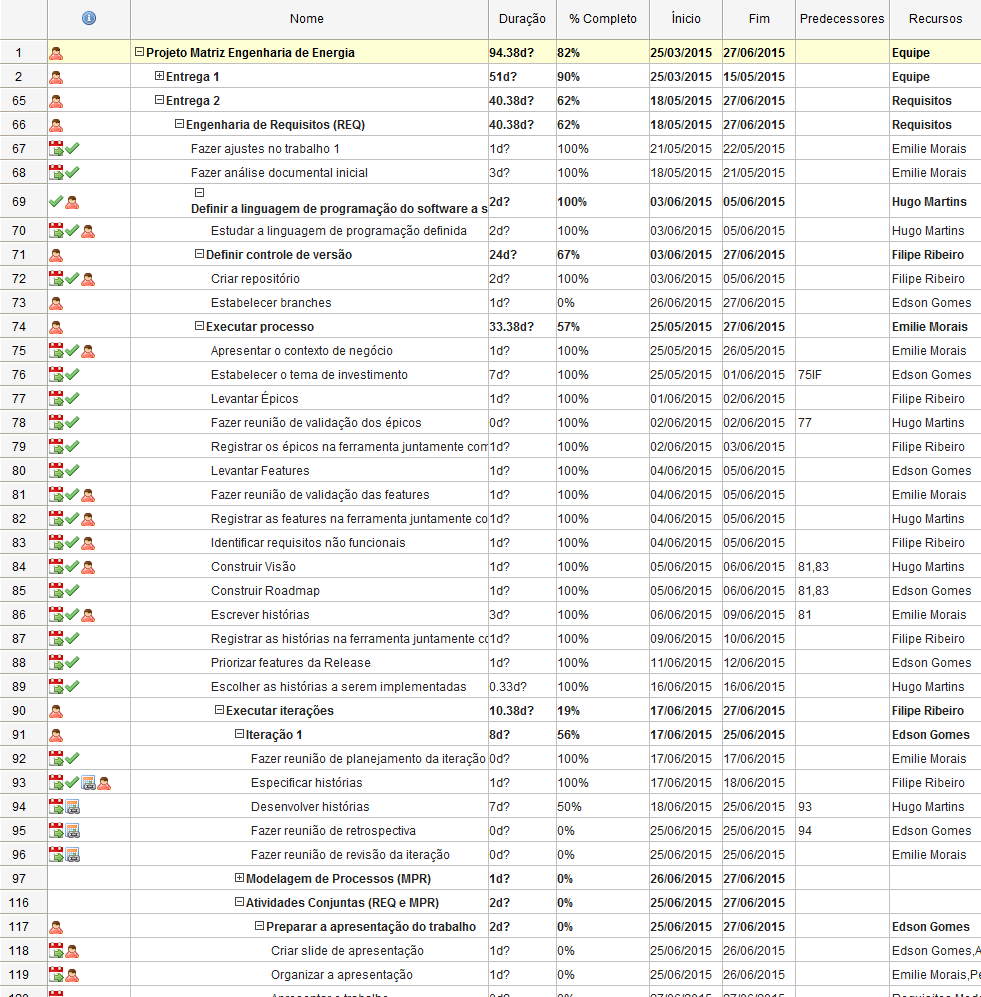 Nome Duração % Completo Ínicio Fim Predecessores Recursos
1 Projeto Matriz Engenharia de Energia 94.38d? 82% 25/03/2015 27/06/2015 Equipe
2 Entrega 1 51d? 90% 25/03/2015 15/05/2015 Equipe
65 Entrega 2 40.38d? 62% 18/05/2015 27/06/2015 Requisitos
66 Engenharia de Requisitos (REQ) 40.38d? 62% 18/05/2015 27/06/2015 Requisitos
67 Fazer ajustes no trabalho 1 1d? 100% 21/05/2015 22/05/2015 Emilie Morais
68 Fazer análise documental inicial 3d? 100% 18/05/2015 21/05/2015 Emilie Morais
69 Definir a linguagem de programação do software a s 2d? 100% 03/06/2015 05/06/2015 Hugo Martins
70 Estudar a linguagem de programação definida 2d? 100% 03/06/2015 05/06/2015 Hugo Martins
71 Definir controle de versão 24d? 67% 03/06/2015 27/06/2015 Filipe Ribeiro
72 Criar repositório 2d? 100% 03/06/2015 05/06/2015 Filipe Ribeiro
73 Estabelecer branches 1d? 0% 26/06/2015 27/06/2015 Edson Gomes
74 Executar processo 33.38d? 57% 25/05/2015 27/06/2015 Emilie Morais
75 Apresentar o contexto de negócio 1d? 100% 25/05/2015 26/05/2015 Emilie Morais
76 Estabelecer o tema de investimento 7d? 100% 25/05/2015 01/06/2015 75IF Edson Gomes
77 Levantar Épicos 1d? 100% 01/06/2015 02/06/2015 Filipe Ribeiro
78 Fazer reunião de validação dos épicos 0d? 100% 02/06/2015 02/06/2015 77 Hugo Martins
79 Registrar os épicos na ferramenta juntamente com 1d? 100% 02/06/2015 03/06/2015 Filipe Ribeiro
80 Levantar Features 1d? 100% 04/06/2015 05/06/2015 Edson Gomes
81 Fazer reunião de validação das features 1d? 100% 04/06/2015 05/06/2015 Emilie Morais
82 Registrar as features na ferramenta juntamente co 1d? 100% 04/06/2015 05/06/2015 Hugo Martins
83 Identificar requisitos não funcionais 1d? 100% 04/06/2015 05/06/2015 Filipe Ribeiro
84 Construir Visão 1d? 100% 05/06/2015 06/06/2015 81,83 Hugo Martins
85 Construir Roadmap 1d? 100% 05/06/2015 06/06/2015 81,83 Edson Gomes
86 Escrever histórias 3d? 100% 06/06/2015 09/06/2015 81 Emilie Morais
87 Registrar as histórias na ferramenta juntamente co 1d? 100% 09/06/2015 10/06/2015 Filipe Ribeiro
88 Priorizar features da Release 1d? 100% 11/06/2015 12/06/2015 Edson Gomes
89 Escolher as histórias a serem implementadas 0.33d? 100% 16/06/2015 16/06/2015 Hugo Martins
90 Executar iterações 10.38d? 19% 17/06/2015 27/06/2015 Filipe Ribeiro
91 Iteração 1 8d? 56% 17/06/2015 25/06/2015 Edson Gomes
92 Fazer reunião de planejamento da iteração 0d? 100% 17/06/2015 17/06/2015 Emilie Morais
93 Especificar histórias 1d? 100% 17/06/2015 18/06/2015 Filipe Ribeiro
94 Desenvolver histórias 7d? 50% 18/06/2015 25/06/2015 93 Hugo Martins
95 Fazer reunião de retrospectiva 0d? 0% 25/06/2015 25/06/2015 94 Edson Gomes
96 Fazer reunião de revisão da iteração 0d? 0% 25/06/2015 25/06/2015 Emilie Morais
97 Modelagem de Processos (MPR) 1d? 0% 26/06/2015 27/06/2015
116 Atividades Conjuntas (REQ e MPR) 2d? 0% 25/06/2015 27/06/2015
117 Preparar a apresentação do trabalho 2d? 0% 25/06/2015 27/06/2015 Edson Gomes
118 Criar slide de apresentação 1d? 0% 25/06/2015 26/06/2015 Edson Gomes,A
119 Organizar a apresentação 1d? 0% 25/06/2015 26/06/2015 Emilie Morais,Pe